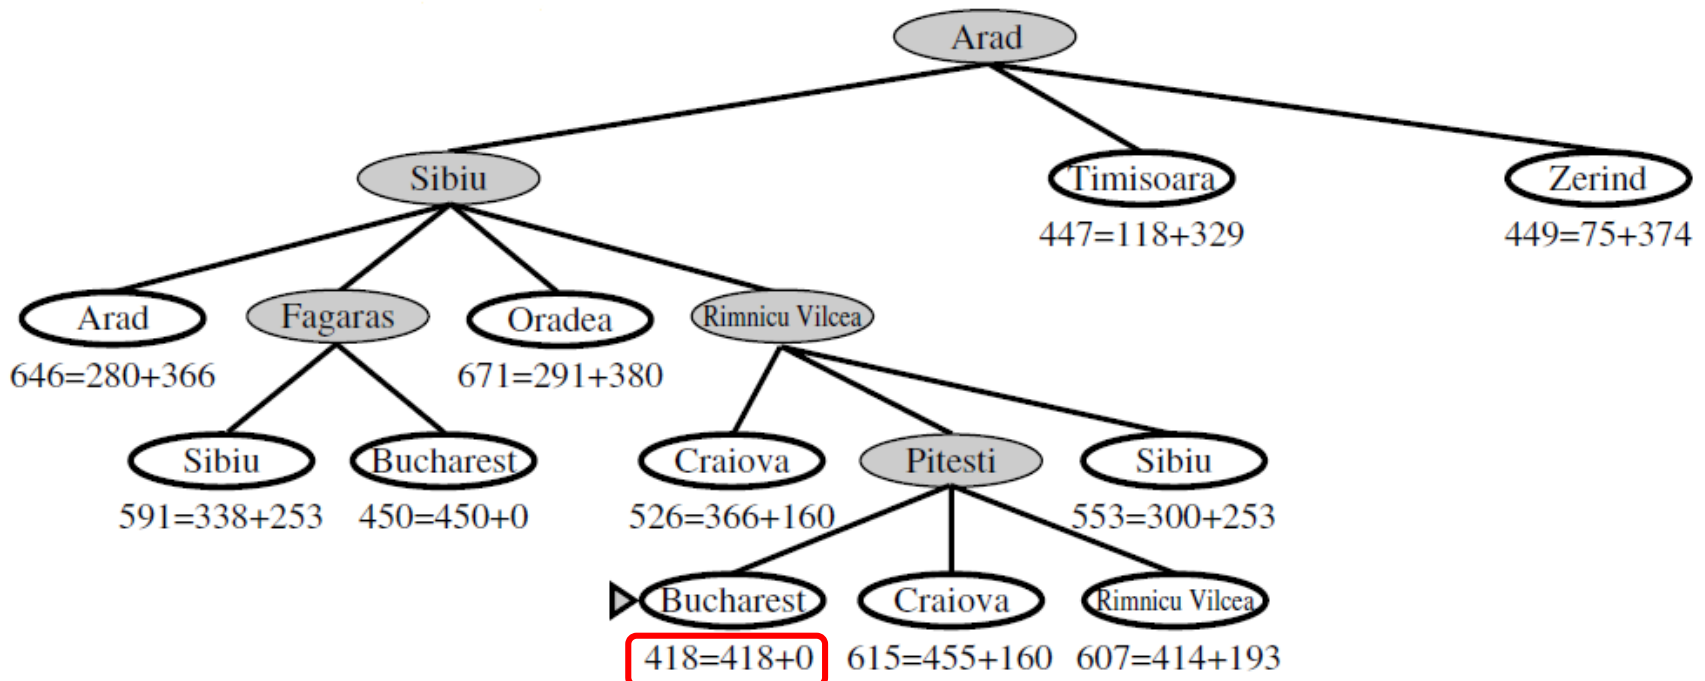 Arad
Sibiu
Timisoara
Zerind
447=118+329
449=75+374
Arad
Fagaras
Oradea
Rimnicu Vilcea
646=280+366
671=291+380
Sibiu
Bucharest
Craiova
Pitesti
Sibiu
591=338+253
450=450+0
526=366+160
553=300+253
Bucharest
Craiova
Rimnicu Vilcea
418=418+0
615=455+160
607=414+193